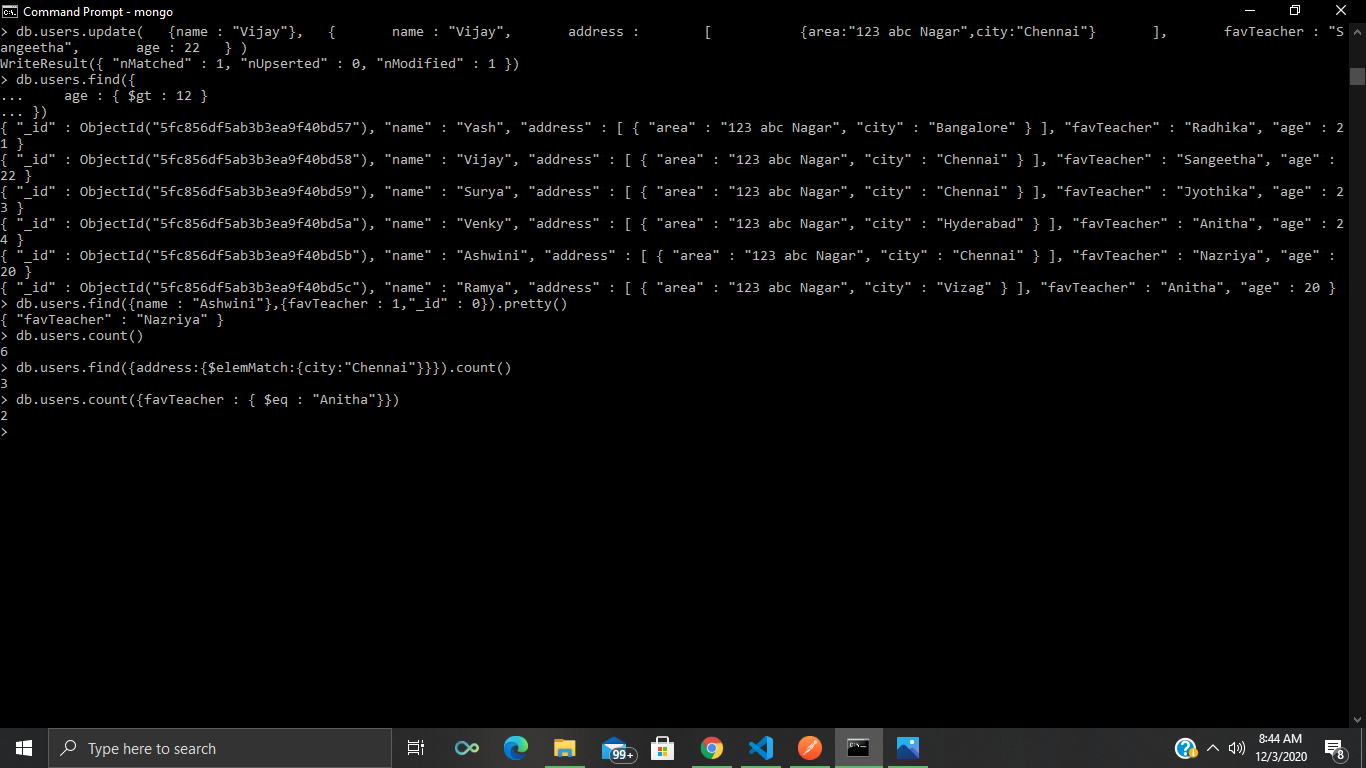 Command Prompt - mongo
> db.users.update(   {name : "Vijay"},   {       name : "Vijay",       address :        [           {area:"123 abc Nagar",city:"Chennai"}       ],       favTeacher : "S
angeetha",       age : 22   } )
WriteResult({ "nMatched" : 1, "nUpserted" : 0, "nModified" : 1 })
> db.users.find({
...     age : { $gt : 12 }
... })
{ "_id" : ObjectId("5fc856df5ab3b3ea9f40bd57"), "name" : "Yash", "address" : [ { "area" : "123 abc Nagar", "city" : "Bangalore" } ], "favTeacher" : "Radhika", "age" : 2
1 }
{ "_id" : ObjectId("5fc856df5ab3b3ea9f40bd58"), "name" : "Vijay", "address" : [ { "area" : "123 abc Nagar", "city" : "Chennai" } ], "favTeacher" : "Sangeetha", "age" :
22 }
{ "_id" : ObjectId("5fc856df5ab3b3ea9f40bd59"), "name" : "Surya", "address" : [ { "area" : "123 abc Nagar", "city" : "Chennai" } ], "favTeacher" : "Jyothika", "age" : 2
3 }
{ "_id" : ObjectId("5fc856df5ab3b3ea9f40bd5a"), "name" : "Venky", "address" : [ { "area" : "123 abc Nagar", "city" : "Hyderabad" } ], "favTeacher" : "Anitha", "age" : 2
4 }
{ "_id" : ObjectId("5fc856df5ab3b3ea9f40bd5b"), "name" : "Ashwini", "address" : [ { "area" : "123 abc Nagar", "city" : "Chennai" } ], "favTeacher" : "Nazriya", "age" :
20 }
{ "_id" : ObjectId("5fc856df5ab3b3ea9f40bd5c"), "name" : "Ramya", "address" : [ { "area" : "123 abc Nagar", "city" : "Vizag" } ], "favTeacher" : "Anitha", "age" : 20 }
> db.users.find({name : "Ashwini"},{favTeacher : 1,"_id" : 0}).pretty()
{ "favTeacher" : "Nazriya" }
> db.users.count()
6
> db.users.find({address:{$elemMatch:{city:"Chennai"}}}).count()
3
> db.users.count({favTeacher : { $eq : "Anitha"}})
2
>
Type here to search
99+
8:44 AM
12/3/2020
8